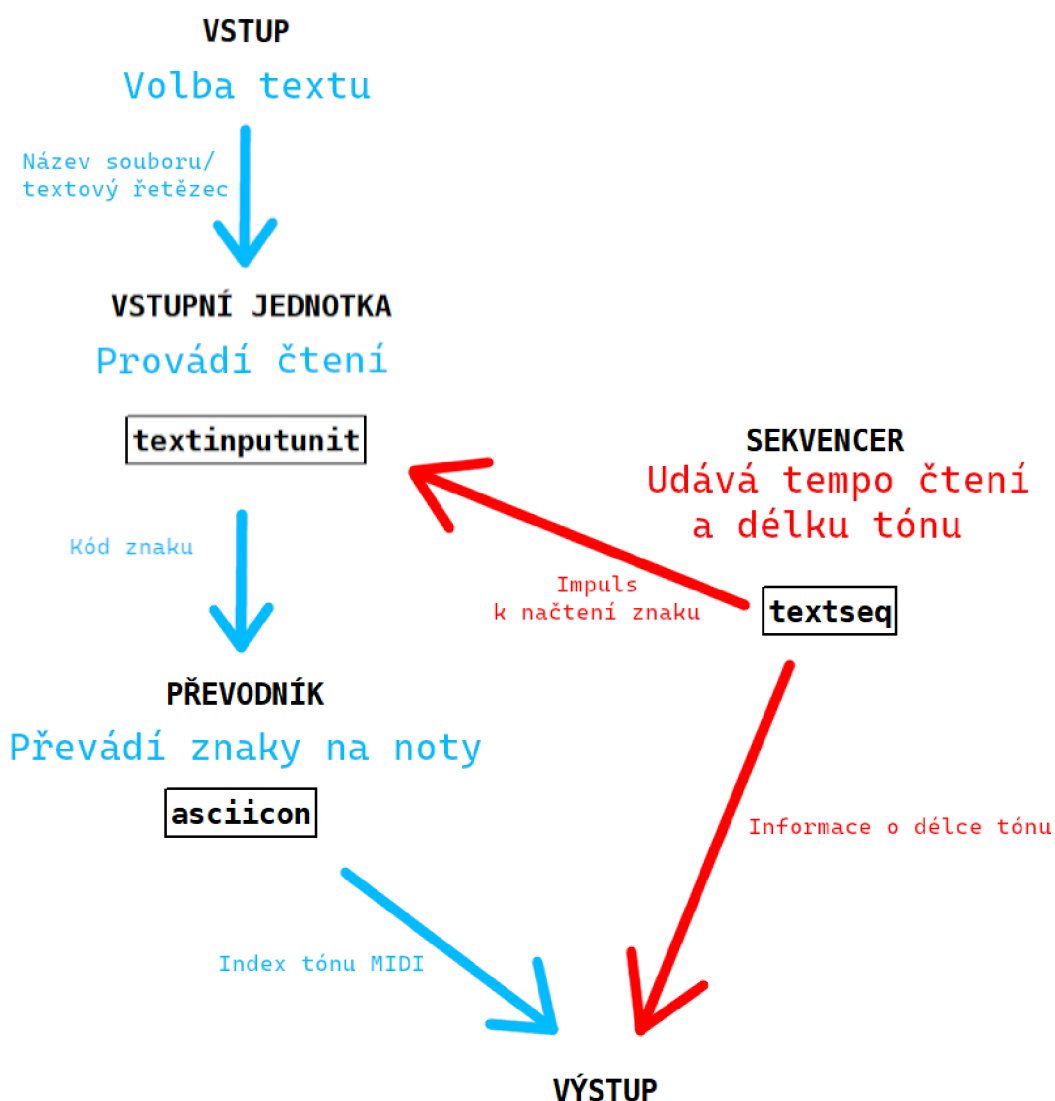 VSTUP
Volba textu
Název souboru/
textový řetězec
VSTUPNÍ JEDNOTKA
Provádí čtení
textinputunit
SEKVENCER
Udává tempo čtení
a délku tónu
Kód znaku
Impuls
k načtení znaku
textseq
PŘEVODNÍK
Převádí znaky na noty
asciicon
Informace o délce tónu
Index tónu MIDI
VÝSTUP